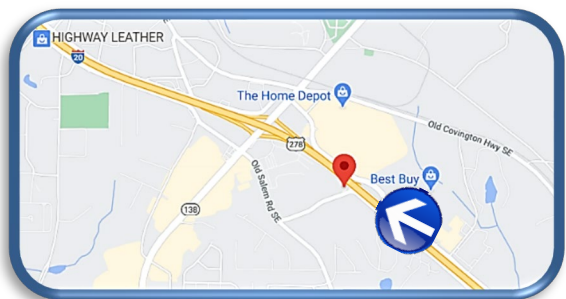 HIGHWAY LEATHER
20
The Home Depot
Old Covington Hwy SE
278
Old Salem Rd SE
Best Buy
138